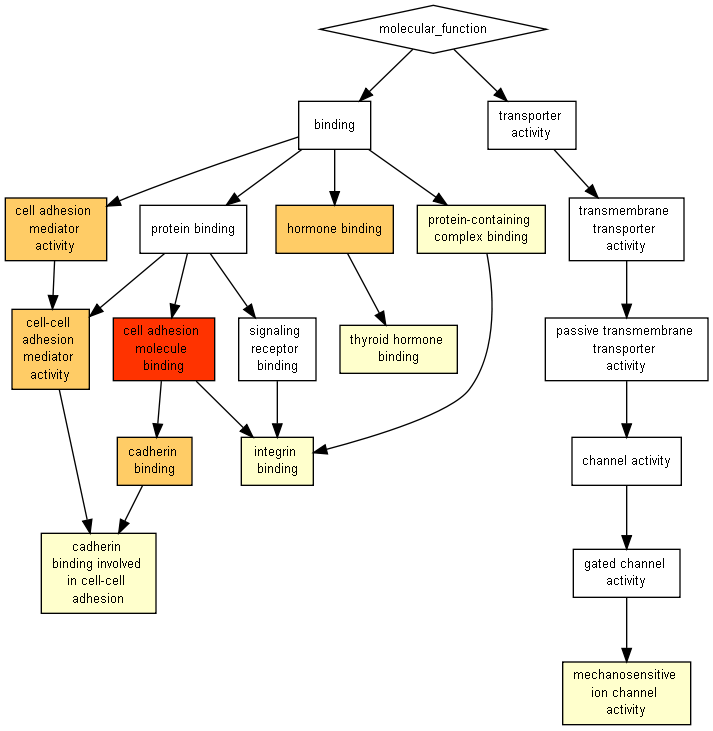 molecular_function
binding
transporter
activity
cell adhesion
mediator
activity
protein binding
hormone binding
protein-containing
complex binding
transmembrane
transporter
activity
cell-cell
adhesion
mediator
activity
cell adhesion
molecule
binding
signaling
receptor
binding
thyroid hormone
binding
passive transmembrane
transporter
activity
cadherin
binding
integrin
binding
channel activity
cadherin
binding involved
in cell-cell
adhesion
gated channel
activity
mechanosensitive
ion channel
activity